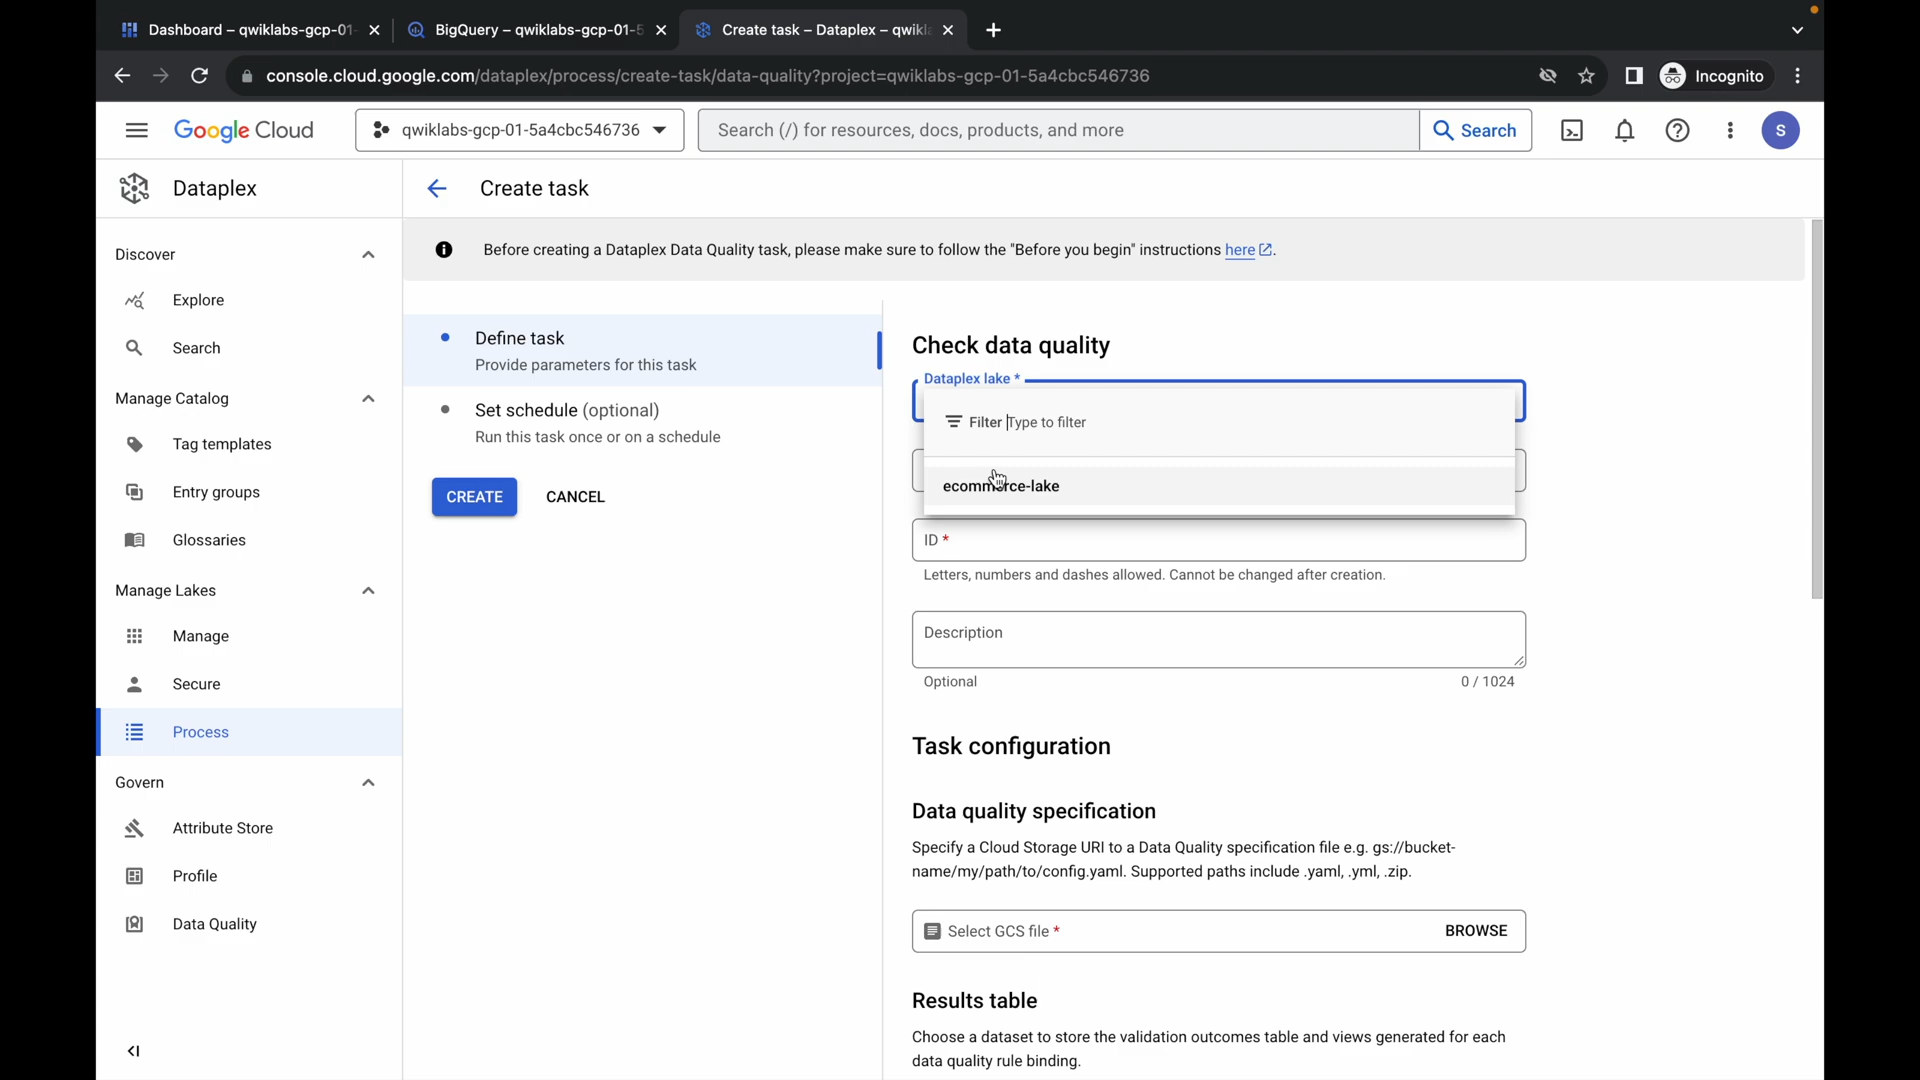 Dashboard – qwiklabs-gcp-01-
BigQuery – qwiklabs-gcp-01-5
Create task – Dataplex – qwikla
console.cloud.google.com/dataplex/process/create-task/data-quality?project=qwiklabs-gcp-01-5a4cbc546736
Incognito
Google Cloud
qwiklabs-gcp-01-5a4cbc546736
Search (/) for resources, docs, products, and more
Search
S
Dataplex
Create task
Discover
Explore
Search
Manage Catalog
Tag templates
Entry groups
Glossaries
Manage Lakes
Manage
Secure
Process
Govern
Attribute Store
Profile
Data Quality
Before creating a Dataplex Data Quality task, please make sure to follow the "Before you begin" instructions here.
Define task
Provide parameters for this task
Set schedule (optional)
Run this task once or on a schedule
CREATE
CANCEL
Check data quality
Dataplex lake *
Filter Type to filter
ecommerce-lake
ID *
Letters, numbers and dashes allowed. Cannot be changed after creation.
Description
Optional
0 / 1024
Task configuration
Data quality specification
Specify a Cloud Storage URI to a Data Quality specification file e.g. gs://bucket-
name/my/path/to/config.yaml. Supported paths include .yaml, .yml, .zip.
Select GCS file *
BROWSE
Results table
Choose a dataset to store the validation outcomes table and views generated for each
data quality rule binding.